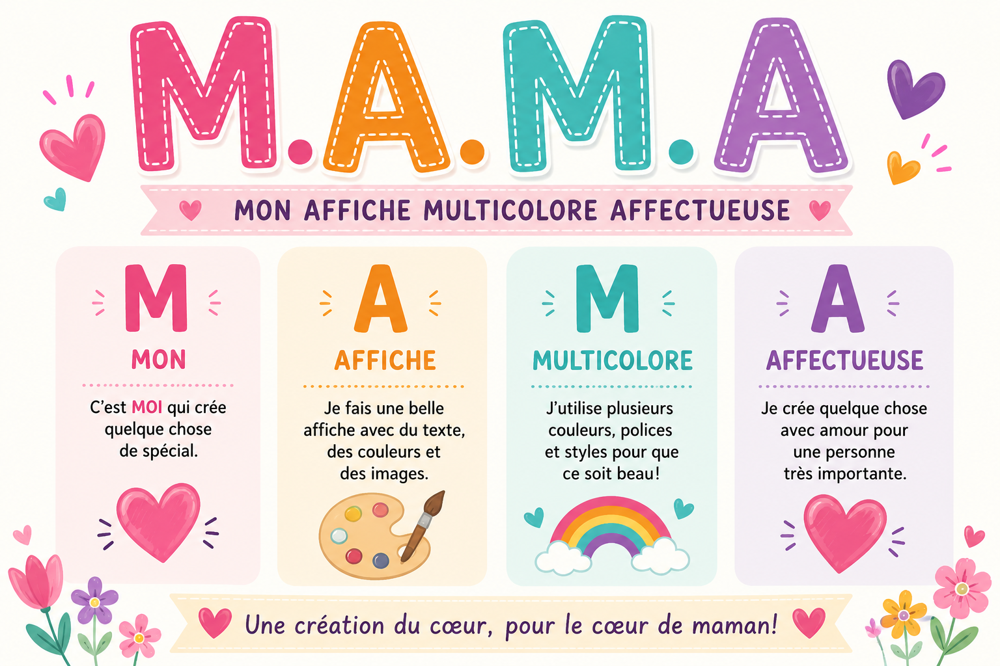 M.A.M.A
MON AFFICHE MULTICOLORE AFFECTUEUSE
M
MON
C’est MOI qui crée
quelque chose
de spécial.
A
AFFICHE
Je fais une belle
affiche avec du texte,
des couleurs et
des images.
M
MULTICOLORE
J’utilise plusieurs
couleurs, polices
et styles pour que
ce soit beau!
A
AFFECTUEUSE
Je crée quelque chose
avec amour pour
une personne
très importante.
Une création du cœur, pour le cœur de maman!